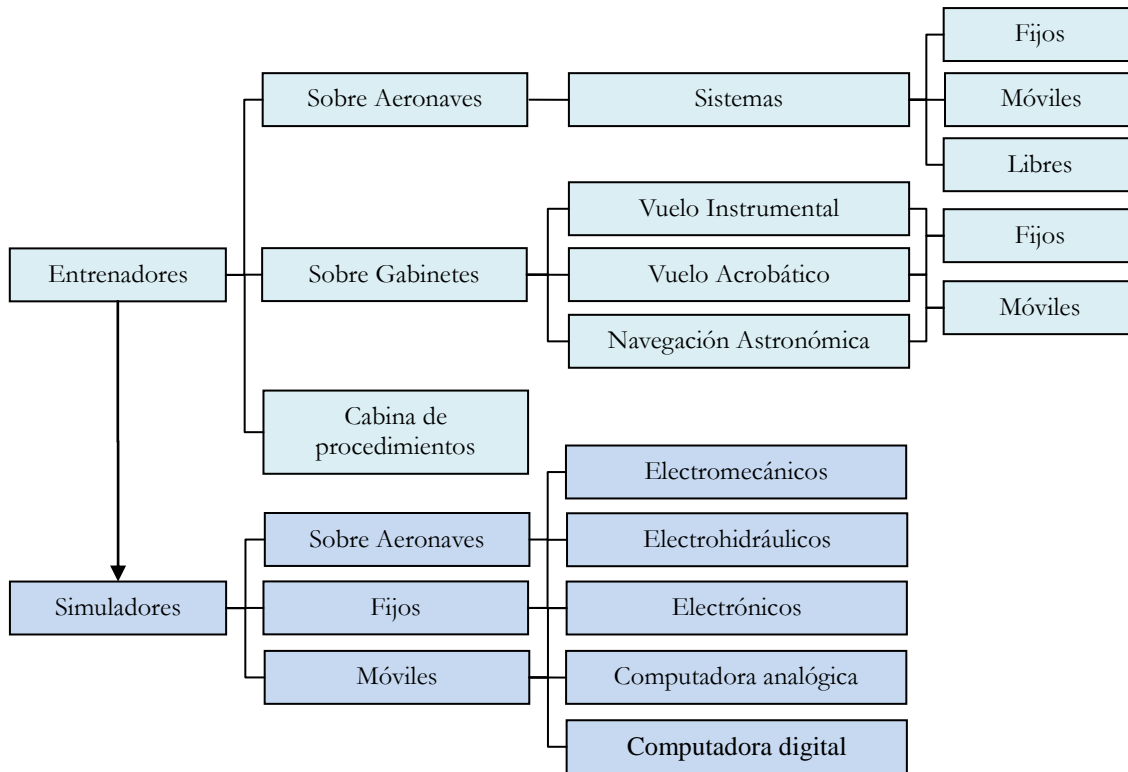 Fijos
Sobre Aeronaves
Sistemas
Móviles
Libres
Vuelo Instrumental
Fijos
Entrenadores
Sobre Gabinetes
Vuelo Acrobático
Móviles
Navegación Astronómica
Cabina de
procedimientos
Electromecánicos
Sobre Aeronaves
Electrohidráulicos
Simuladores
Fijos
Electrónicos
Móviles
Computadora analógica
Computadora digital